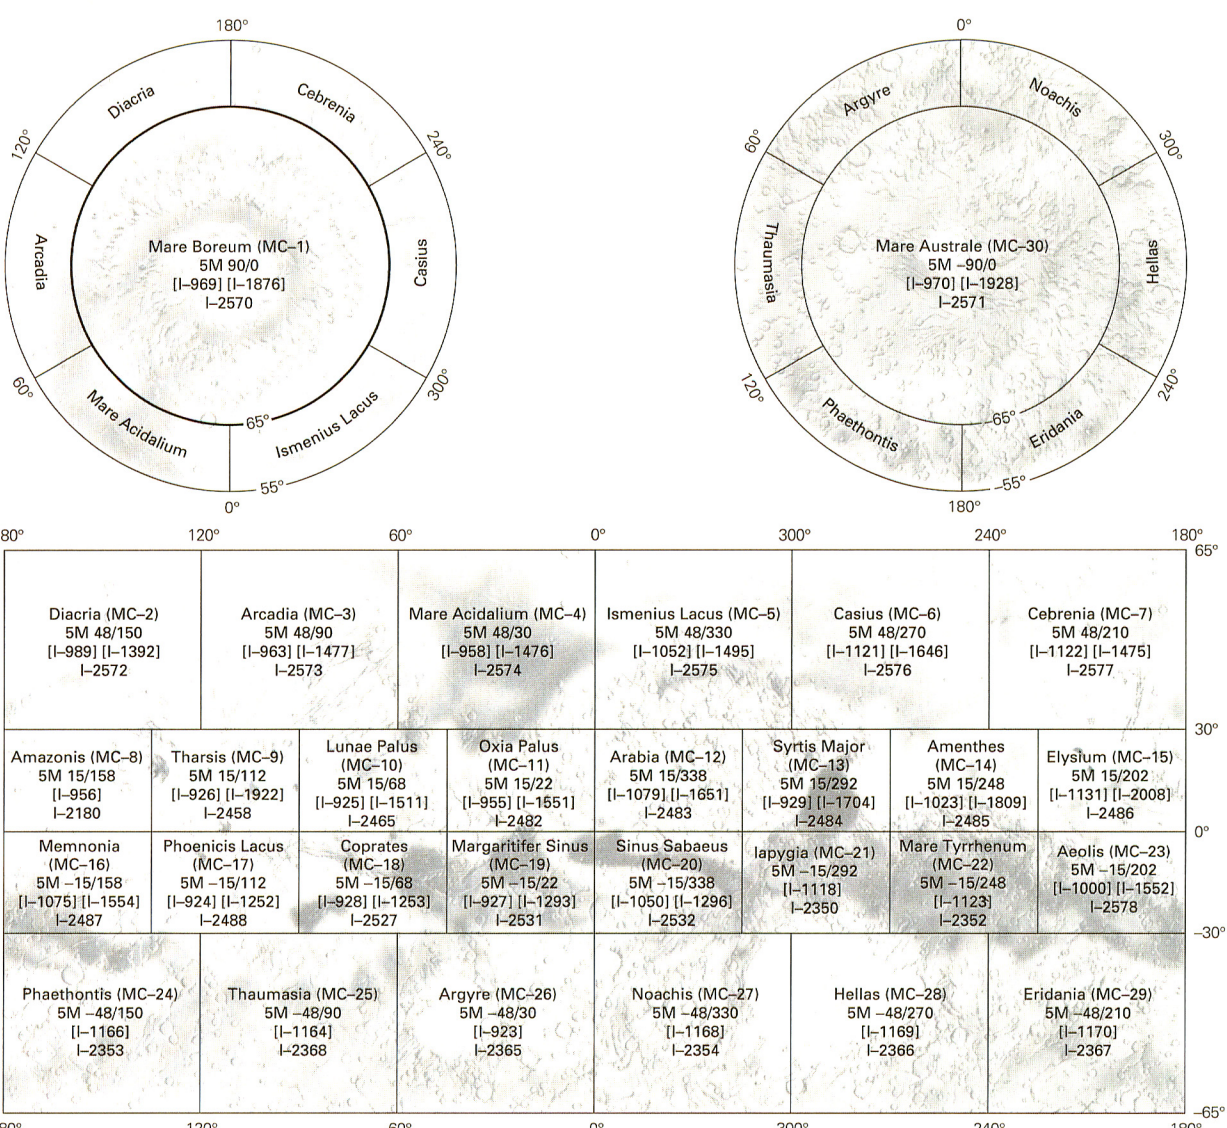 180°
Diacria
Cebrenia
120°
240°
Arcadia
Mare Boreum (MC–1)
5M 90/0
[I–969] [I–1876]
I–2570
Casius
60°
300°
Mare Acidalium
65°
Ismenius Lacus
55°
0°
0°
Argyre
Noachis
60°
300°
Thaumasia
Mare Australe (MC–30)
5M –90/0
[I–970] [I–1928]
I–2571
Hellas
120°
240°
Phaethontis
–65°
Eridania
–55°
180°
80° 120° 60° 0° 300° 240° 180°
65°
Diacria (MC–2)
5M 48/150
[I–989] [I–1392]
I–2572
Arcadia (MC–3)
5M 48/90
[I–963] [I–1477]
I–2573
Mare Acidalium (MC–4)
5M 48/30
[I–958] [I–1476]
I–2574
Ismenius Lacus (MC–5)
5M 48/330
[I–1052] [I–1495]
I–2575
Casius (MC–6)
5M 48/270
[I–1121] [I–1646]
I–2576
Cebrenia (MC–7)
5M 48/210
[I–1122] [I–1475]
I–2577
30°
Amazonis (MC–8)
5M 15/158
[I–956]
I–2180
Tharsis (MC–9)
5M 15/112
[I–926] [I–1922]
I–2458
Lunae Palus
(MC–10)
5M 15/68
[I–925] [I–1511]
I–2465
Oxia Palus
(MC–11)
5M 15/22
[I–955] [I–1551]
I–2482
Arabia (MC–12)
5M 15/338
[I–1079] [I–1651]
I–2483
Syrtis Major
(MC–13)
5M 15/292
[I–929] [I–1704]
I–2484
Amenthes
(MC–14)
5M 15/248
[I–1023] [I–1809]
I–2485
Elysium (MC–15)
5M 15/202
[I–1131] [I–2008]
I–2486
0°
Memnonia
(MC–16)
5M –15/158
[I–1075] [I–1554]
I–2487
Phoenicis Lacus
(MC–17)
5M –15/112
[I–924] [I–1252]
I–2488
Coprates
(MC–18)
5M –15/68
[I–928] [I–1253]
I–2527
Margaritifer Sinus
(MC–19)
5M –15/22
[I–927] [I–1293]
I–2531
Sinus Sabaeus
(MC–20)
5M –15/338
[I–1050] [I–1296]
I–2532
Iapygia (MC–21)
5M –15/292
[I–1118]
I–2350
Mare Tyrrhenum
(MC–22)
5M –15/248
[I–1123]
I–2352
Aeolis (MC–23)
5M –15/202
[I–1000] [I–1552]
I–2578
–30°
Phaethontis (MC–24)
5M –48/150
[I–1166]
I–2353
Thaumasia (MC–25)
5M –48/90
[I–1164]
I–2368
Argyre (MC–26)
5M –48/30
[I–923]
I–2365
Noachis (MC–27)
5M –48/330
[I–1168]
I–2354
Hellas (MC–28)
5M –48/270
[I–1169]
I–2366
Eridania (MC–29)
5M –48/210
[I–1170]
I–2367
–65°